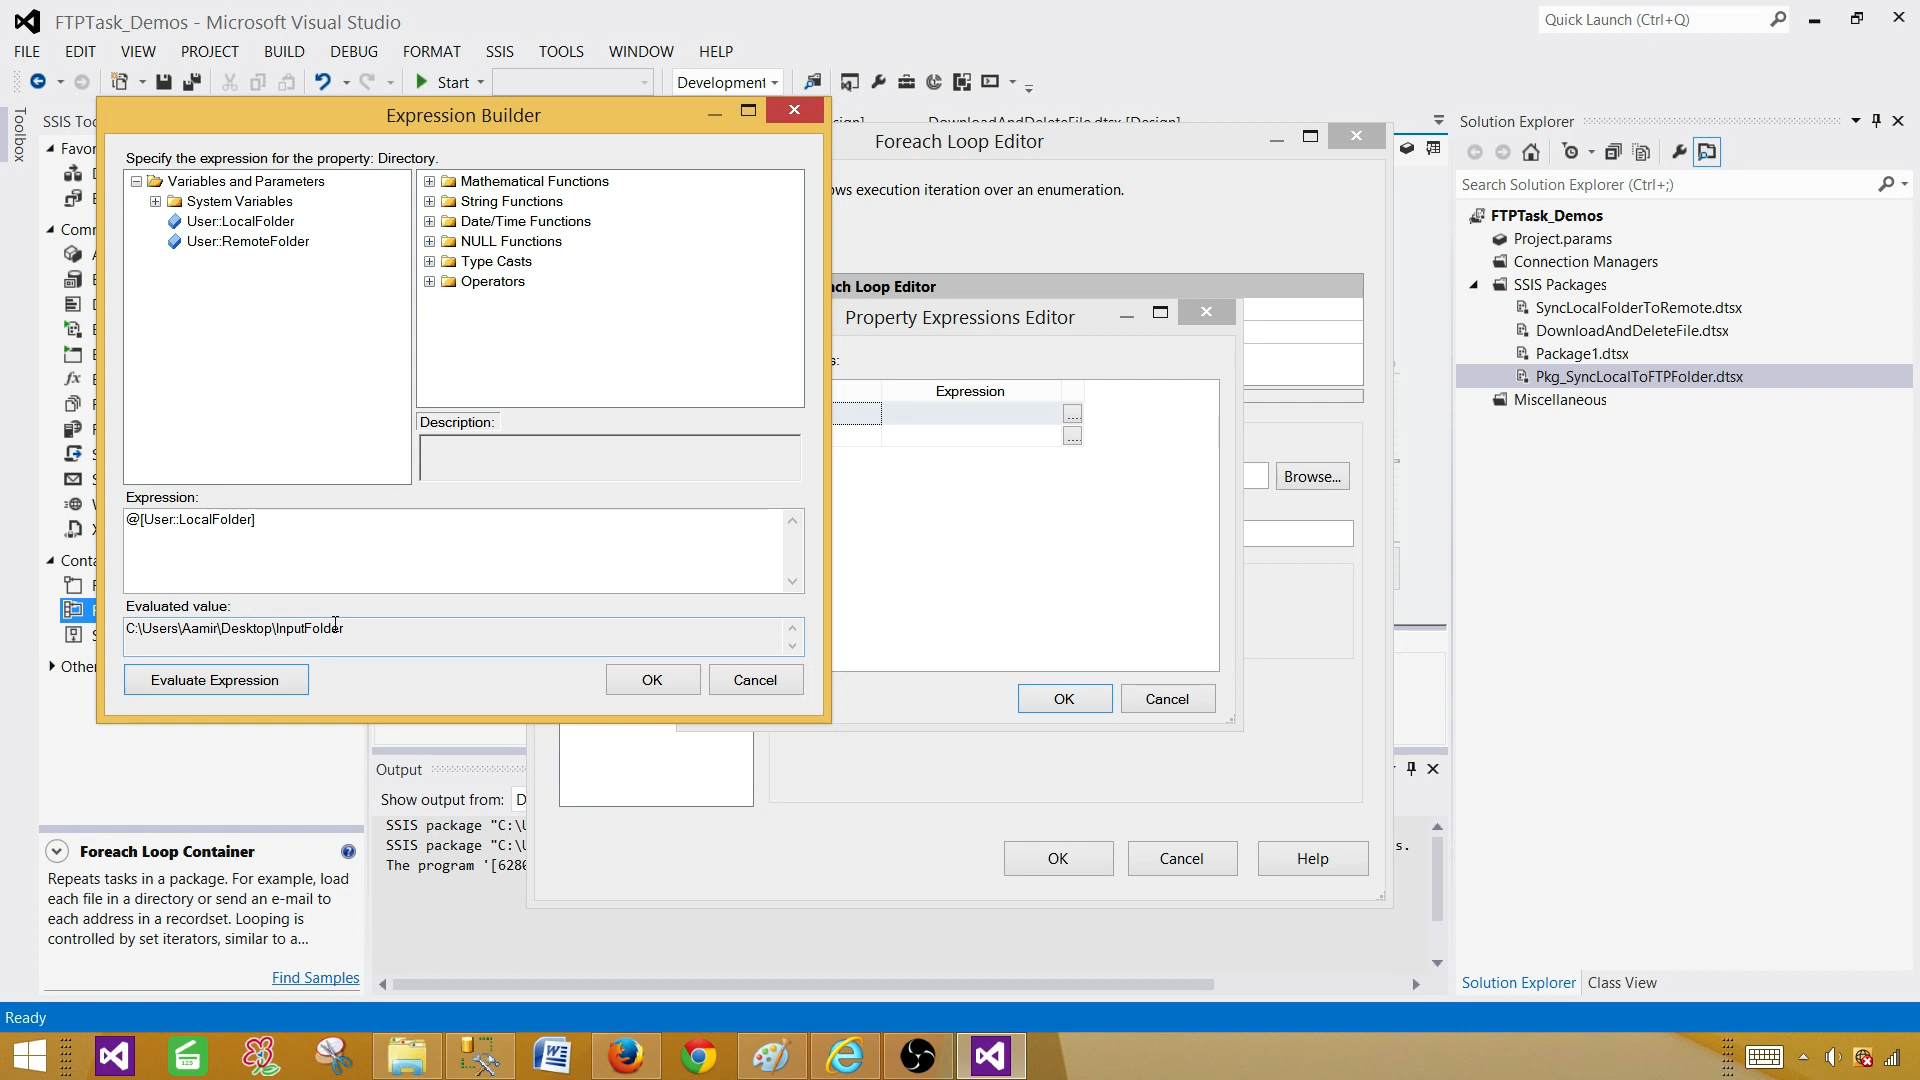 FTPTask_Demos - Microsoft Visual Studio
Quick Launch (Ctrl+Q)
FILE EDIT VIEW PROJECT BUILD DEBUG FORMAT SSIS TOOLS WINDOW HELP
Start
Development
Toolbox
SSIS Too
Favor
Comm
Conta
Other
Expression Builder
Specify the expression for the property: Directory.
Variables and Parameters
System Variables
User::LocalFolder
User::RemoteFolder
Mathematical Functions
String Functions
Date/Time Functions
NULL Functions
Type Casts
Operators
Description:
Expression:
@[User::LocalFolder]
Evaluated value:
C:\Users\Aamir\Desktop\InputFolder
Evaluate Expression
OK
Cancel
DownloadAndDeleteFile.dtsx [Design]
Foreach Loop Editor
ws execution iteration over an enumeration.
ach Loop Editor
Property Expressions Editor
s:
Expression
OK
Cancel
Browse...
OK
Cancel
Help
Output
Show output from: D
SSIS package "C:\U
SSIS package "C:\U
s.
The program '[6280
Foreach Loop Container
Repeats tasks in a package. For example, load
each file in a directory or send an e-mail to
each address in a recordset. Looping is
controlled by set iterators, similar to a...
Find Samples
Solution Explorer
Search Solution Explorer (Ctrl+;)
FTPTask_Demos
Project.params
Connection Managers
SSIS Packages
SyncLocalFolderToRemote.dtsx
DownloadAndDeleteFile.dtsx
Package1.dtsx
Pkg_SyncLocalToFTPFolder.dtsx
Miscellaneous
Solution Explorer
Class View
Ready